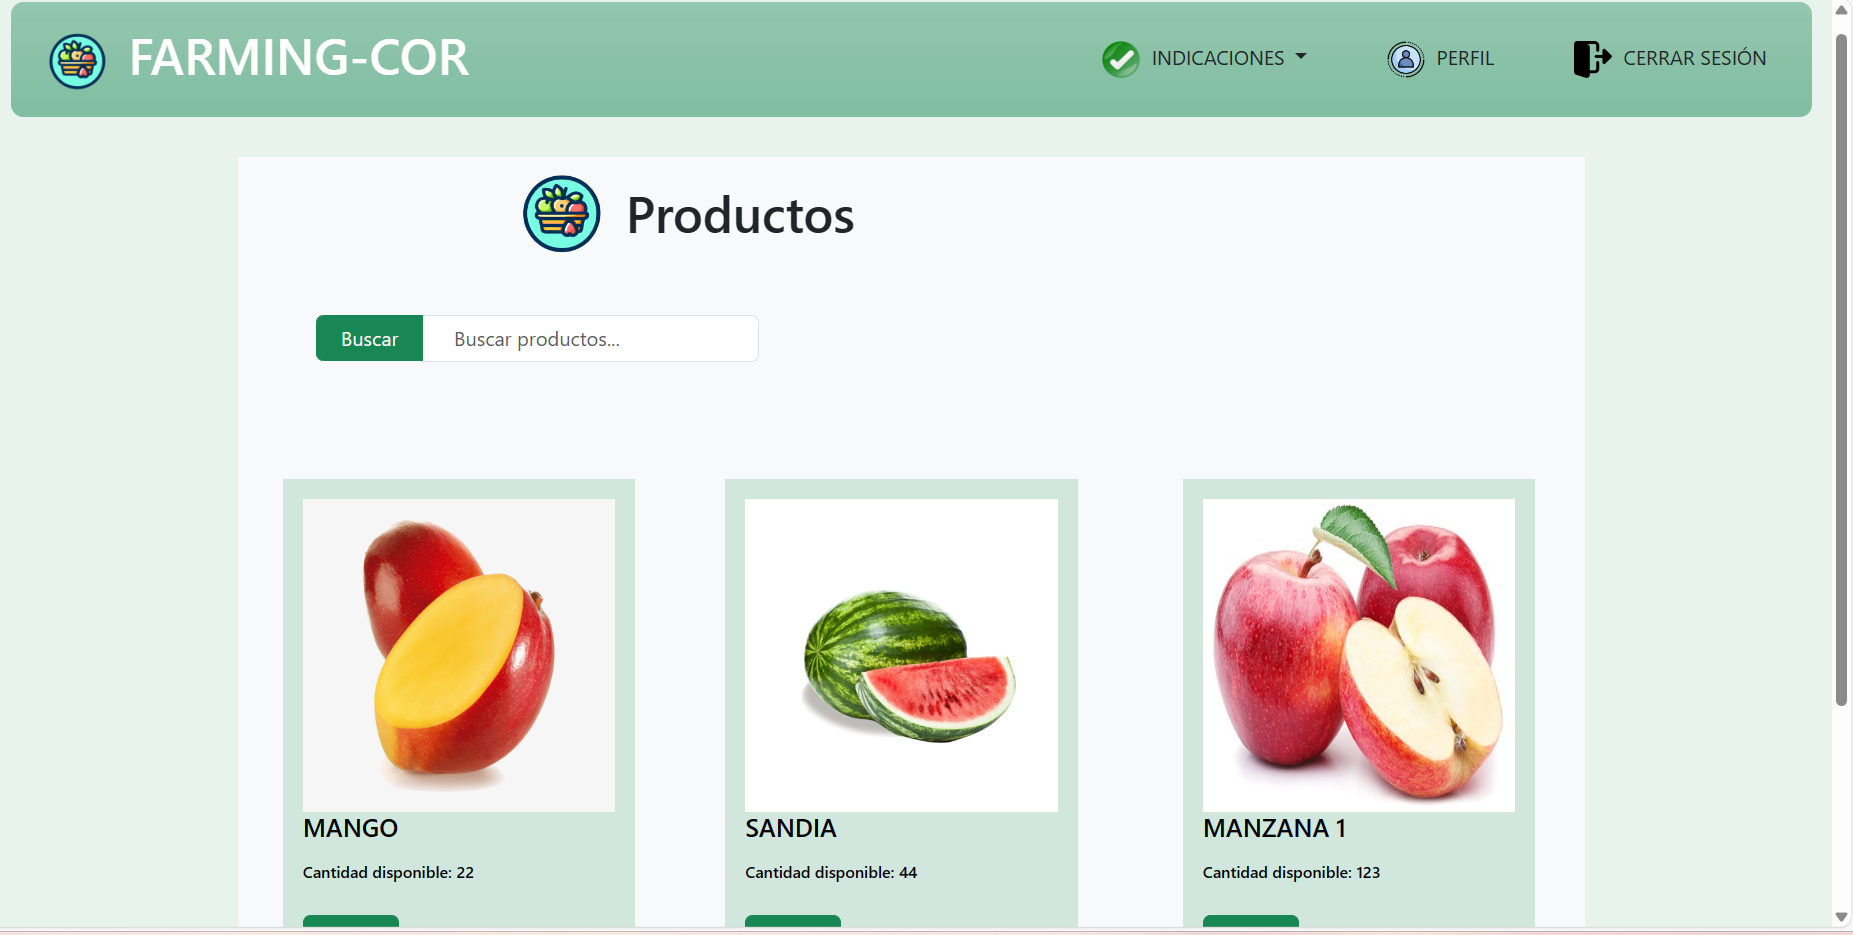 FARMING-COR
INDICACIONES
PERFIL
CERRAR SESIÓN
Productos
Buscar
Buscar productos...
MANGO
Cantidad disponible: 22
SANDIA
Cantidad disponible: 44
MANZANA 1
Cantidad disponible: 123